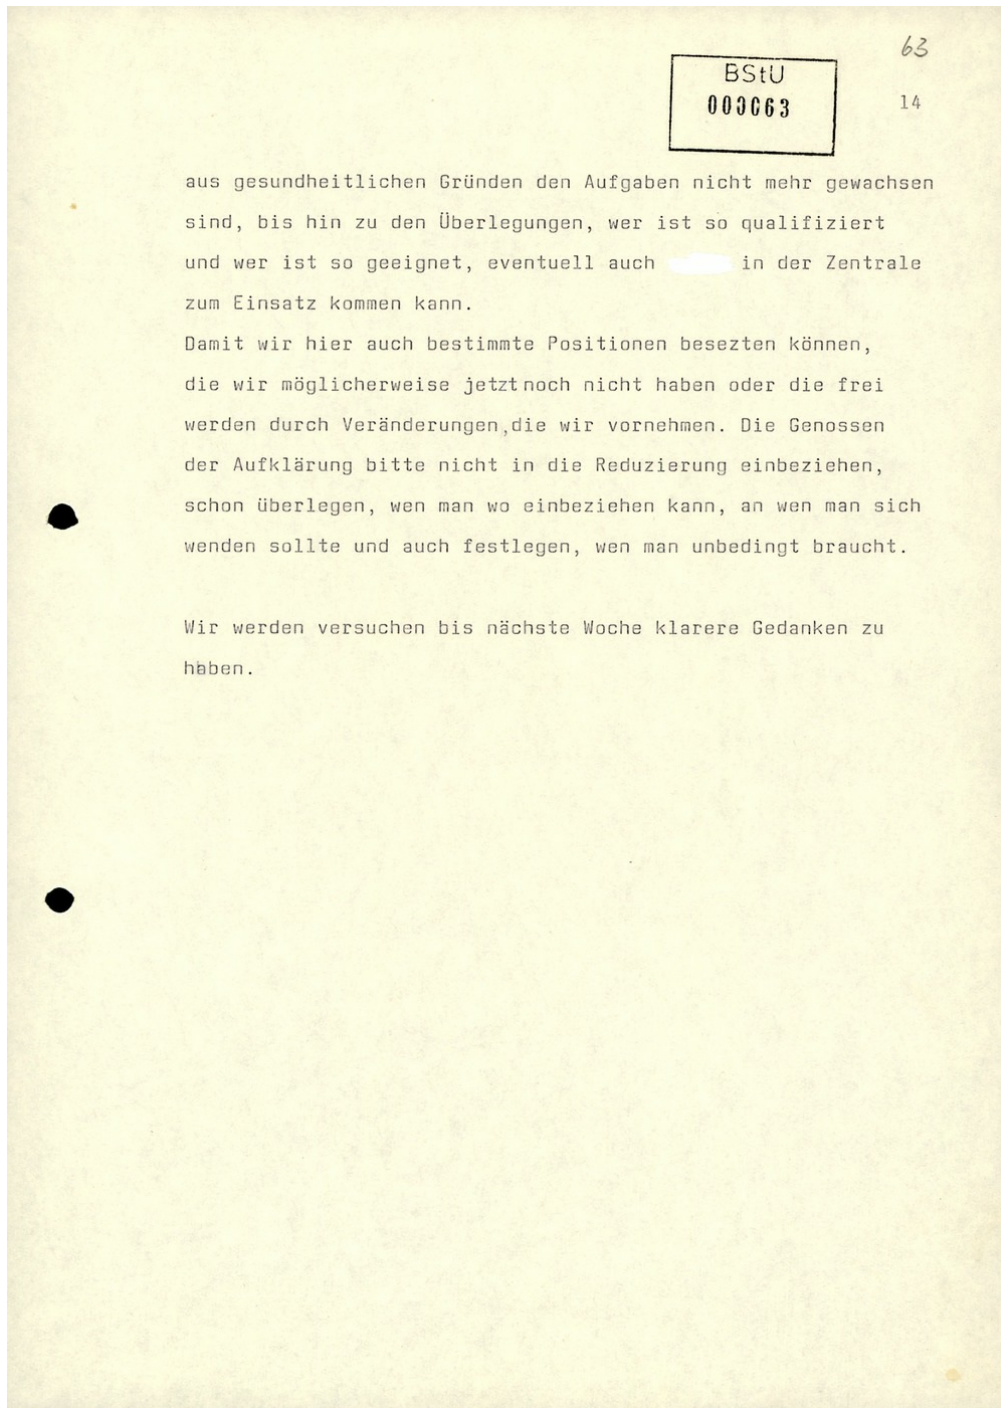 63
BStU
000063
14
aus gesundheitlichen Gründen den Aufgaben nicht mehr gewachsen
sind, bis hin zu den Überlegungen, wer ist so qualifiziert
und wer ist so geeignet, eventuell auch in der Zentrale
zum Einsatz kommen kann.
Damit wir hier auch bestimmte Positionen besezten können,
die wir möglicherweise jetzt noch nicht haben oder die frei
werden durch Veränderungen,die wir vornehmen. Die Genossen
der Aufklärung bitte nicht in die Reduzierung einbeziehen,
schon überlegen, wen man wo einbeziehen kann, an wen man sich
wenden sollte und auch festlegen, wen man unbedingt braucht.
Wir werden versuchen bis nächste Woche klarere Gedanken zu
haben.